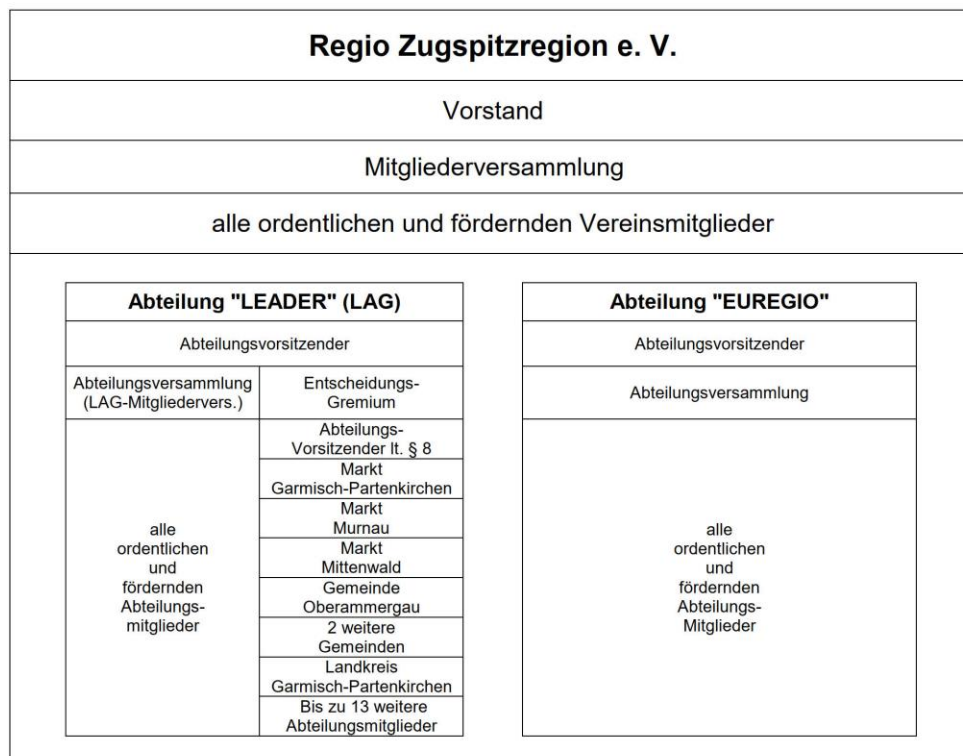 Regio Zugspitzregion e. V.
Vorstand
Mitgliederversammlung
alle ordentlichen und fördernden Vereinsmitglieder
Abteilung "LEADER" (LAG)
Abteilungsvorsitzender
Abteilungsversammlung
(LAG-Mitgliedervers.)
alle
ordentlichen
und
fördernden
Abteilungs-
mitglieder
Entscheidungs-
Gremium
Abteilungs-
Vorsitzender lt. § 8
Markt
Garmisch-Partenkirchen
Markt
Murnau
Markt
Mittenwald
Gemeinde
Oberammergau
2 weitere
Gemeinden
Landkreis
Garmisch-Partenkirchen
Bis zu 13 weitere
Abteilungsmitglieder
Abteilung "EUREGIO"
Abteilungsvorsitzender
Abteilungsversammlung
alle
ordentlichen
und
fördernden
Abteilungs-
Mitglieder